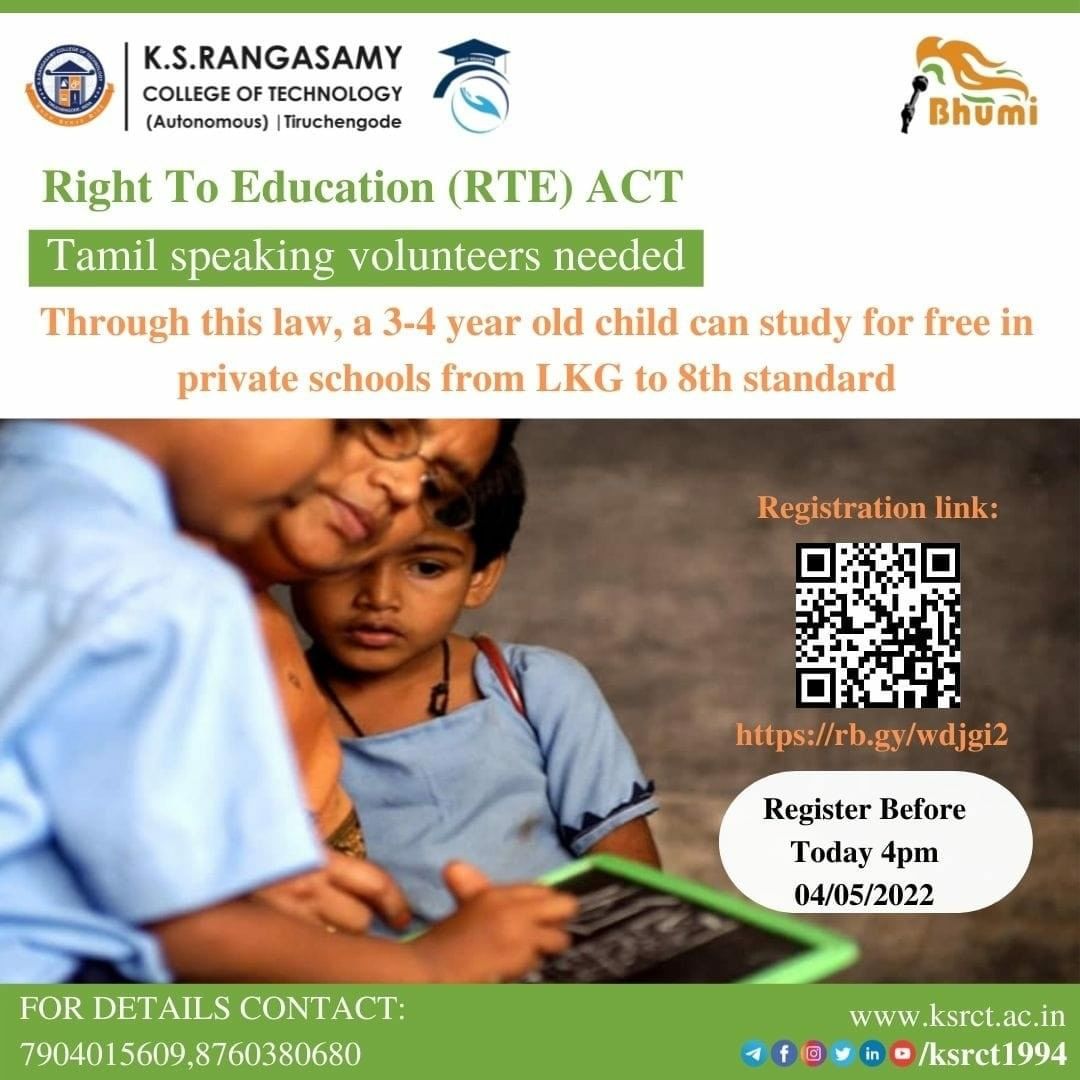 K.S.RANGASAMY
COLLEGE OF TECHNOLOGY
(Autonomous) | Tiruchengode
Bhumi
Right To Education (RTE) ACT
Tamil speaking volunteers needed
Through this law, a 3-4 year old child can study for free in
private schools from LKG to 8th standard
Registration link:
https://rb.gy/wdjgi2
Register Before
Today 4pm
04/05/2022
FOR DETAILS CONTACT:
7904015609,8760380680
www.ksrct.ac.in
/ksrct1994